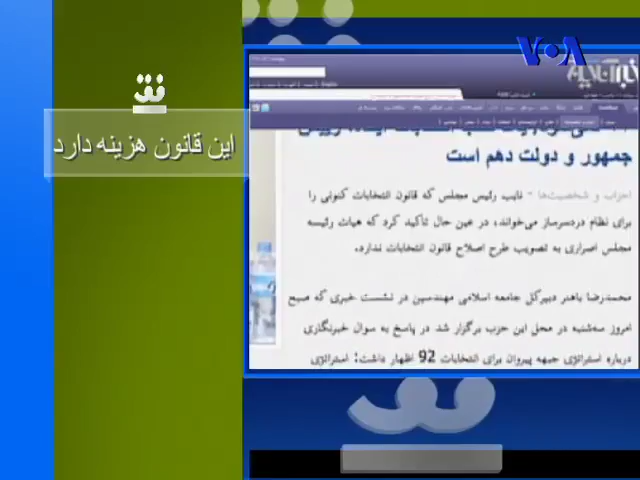 VOA
خبرآنلاین
افق
این قانون هزینه دارد
جمهور و دولت دهم است
احزاب و شخصیت‌ها - نایب رئیس مجلس که قانون انتخابات کنونی را
برای نظام دردسرساز می‌خواند، در عین حال تأکید کرد که هیات رئیسه
مجلس اصراری به تصویب طرح اصلاح قانون انتخابات ندارد.
محمدرضا باهنر دبیرکل جامعه اسلامی مهندسین در نشست خبری که صبح
امروز سه‌شنبه در محل این حزب برگزار شد در پاسخ به سوال خبرنگاری
درباره استراتژی جبهه پیروان برای انتخابات 92 اظهار داشت: استراتژی